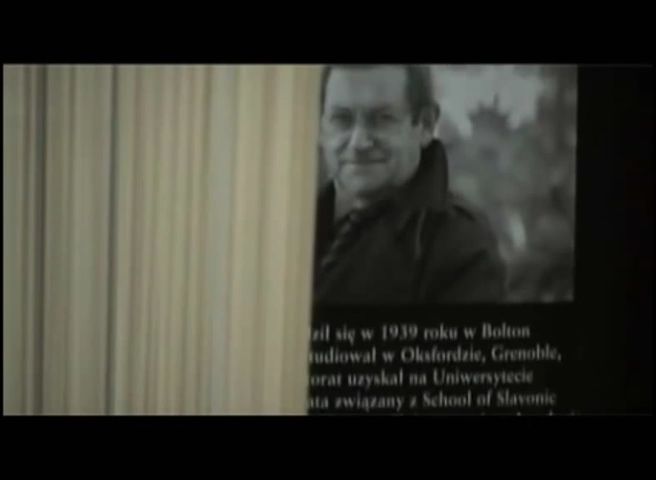 ził się w 1939 roku w Bolton
tudiował w Oksfordzie, Grenoble,
orat uzyskał na Uniwersytecie
ata związany z School of Slavonic